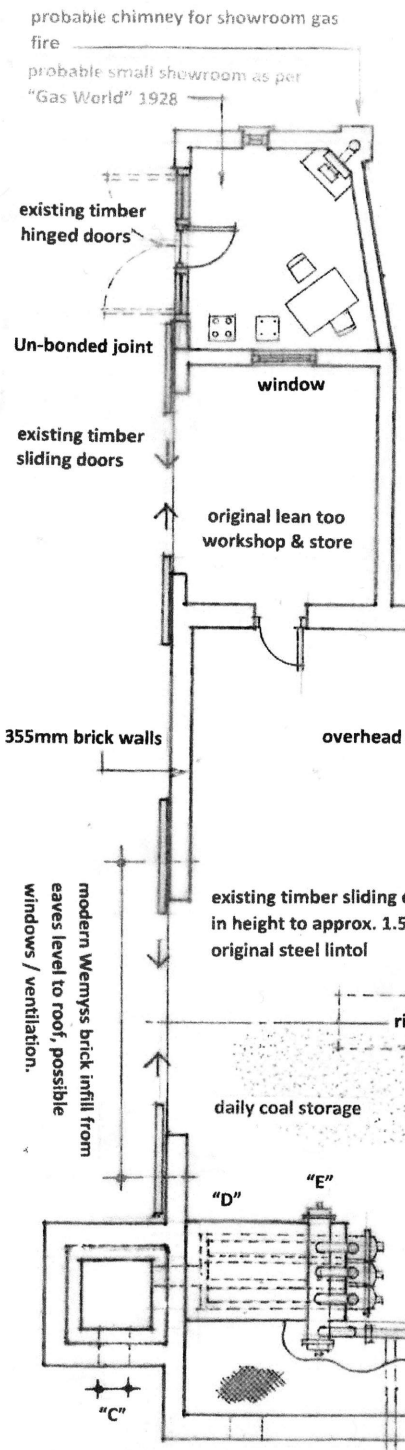 probable chimney for showroom gas
fire
probable small showroom as per
"Gas World" 1928
existing timber
hinged doors
Un-bonded joint
window
existing timber
sliding doors
original lean too
workshop & store
355mm brick walls
overhead
modern Wemyss brick infill from
eaves level to roof, possible
windows / ventilation.
existing timber sliding
in height to approx. 1.5
original steel lintol
daily coal storage
"D"
"E"
"C"